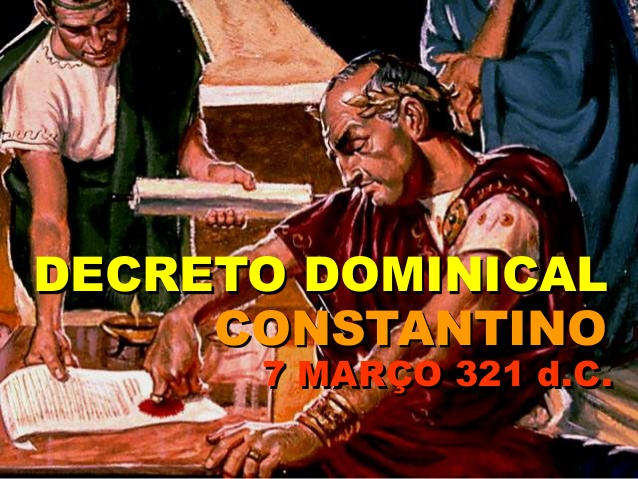 DECRETO DOMINICAL
CONSTANTINO
7 MARÇO 321 d.C.